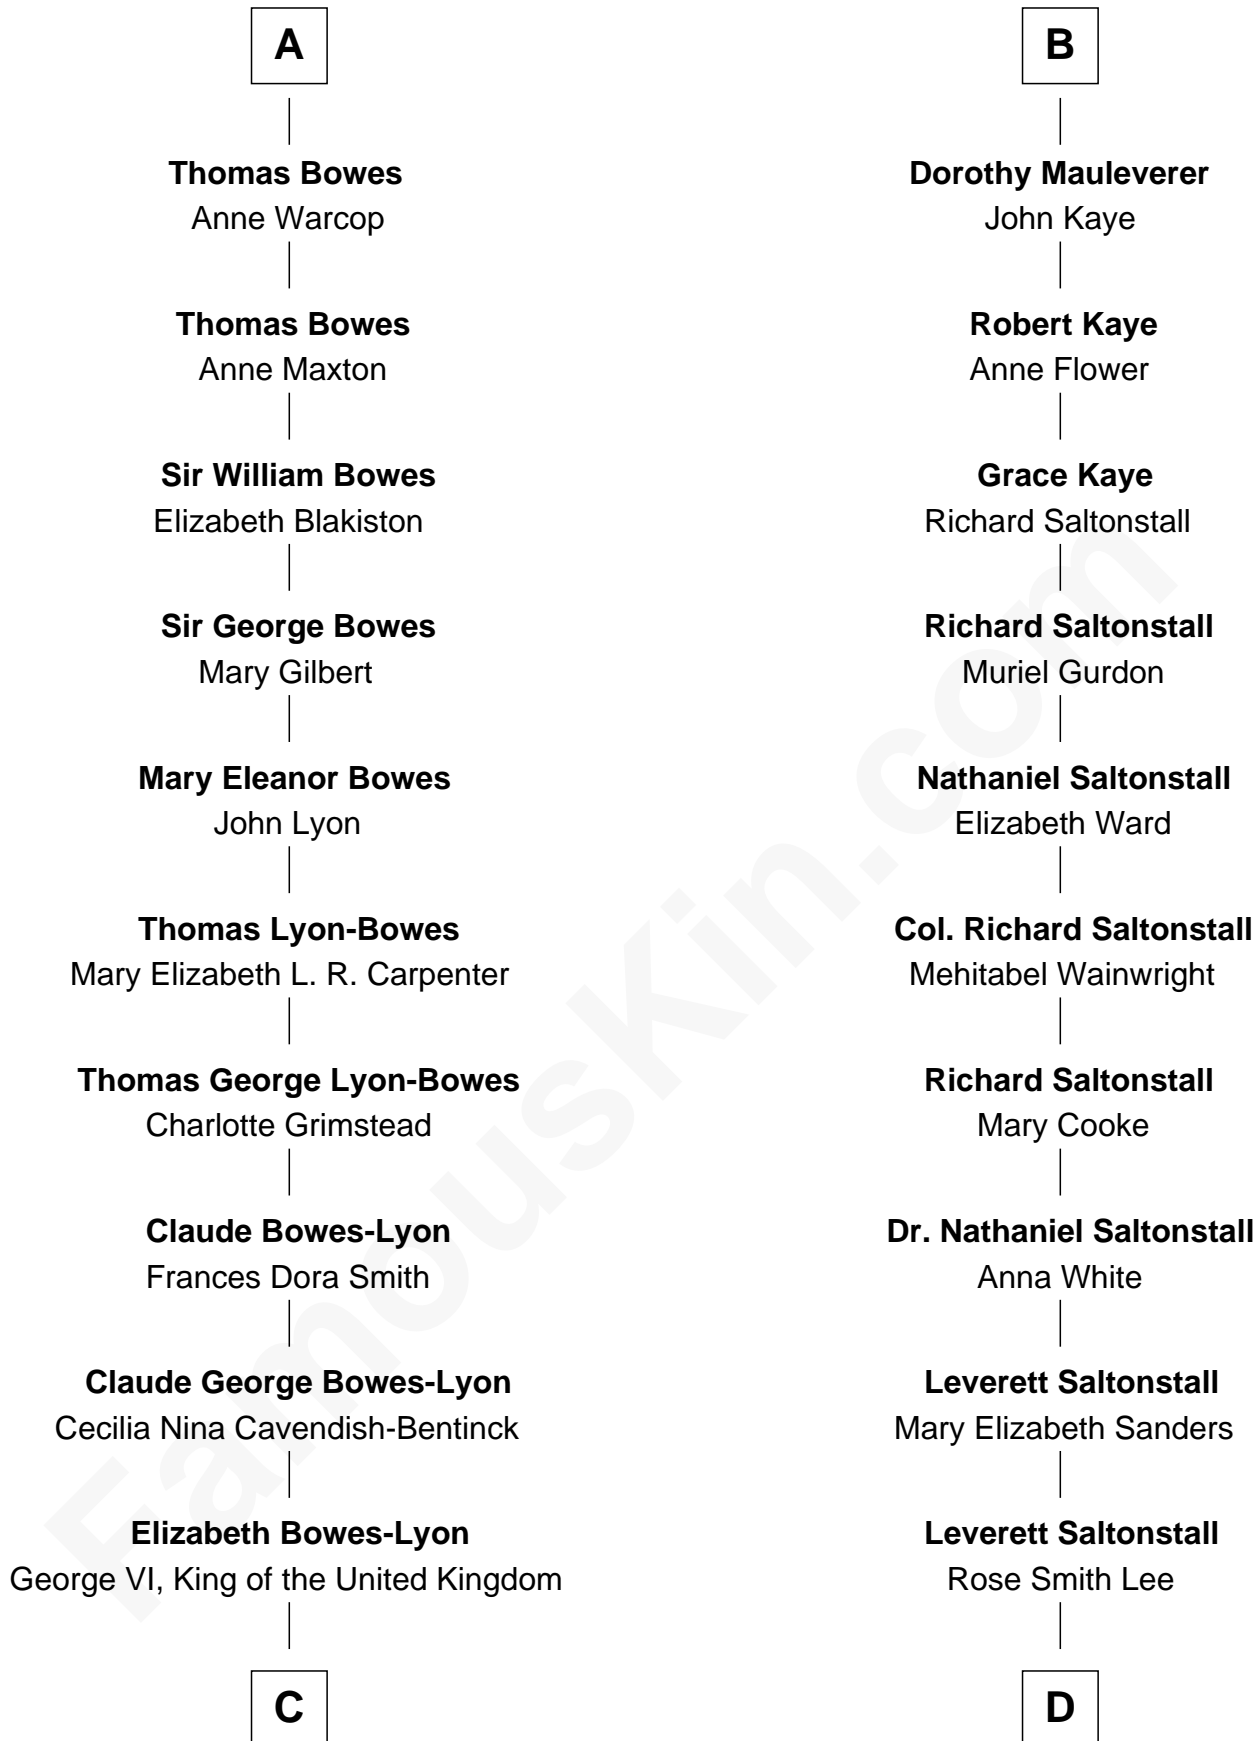 A
Thomas Bowes
Anne Warcop
Thomas Bowes
Anne Maxton
Sir William Bowes
Elizabeth Blakiston
Sir George Bowes
Mary Gilbert
Mary Eleanor Bowes
John Lyon
Thomas Lyon-Bowes
Mary Elizabeth L. R. Carpenter
Thomas George Lyon-Bowes
Charlotte Grimstead
Claude Bowes-Lyon
Frances Dora Smith
Claude George Bowes-Lyon
Cecilia Nina Cavendish-Bentinck
Elizabeth Bowes-Lyon
George VI, King of the United Kingdom
C
B
Dorothy Mauleverer
John Kaye
Robert Kaye
Anne Flower
Grace Kaye
Richard Saltonstall
Richard Saltonstall
Muriel Gurdon
Nathaniel Saltonstall
Elizabeth Ward
Col. Richard Saltonstall
Mehitabel Wainwright
Richard Saltonstall
Mary Cooke
Dr. Nathaniel Saltonstall
Anna White
Leverett Saltonstall
Mary Elizabeth Sanders
Leverett Saltonstall
Rose Smith Lee
D
FamousKin.com